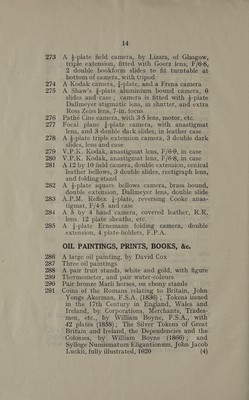 14
273 A ½-plate field camera, by Lizars, of Glasgow,
triple extension, fitted with Goerz lens, F/6·8,
2 double bookform slides to fit turntable at
bottom of camera, with tripod
274 A Kodak camera, ¼-plate, and a Frena camera
275 A Shaw's ¼-plate aluminium bound camera, 6
slides and case ; camera is fitted with ¼-plate
Dallmeyer stigmatic lens, in shutter, and extra
Ross Zeiss lens, 7-in. focus
276 Pathé Cine camera, with 3·5 lens, motor, etc.
277 Focal plane ¼-plate camera, with anastigmat
lens, and 3 double dark slides, in leather case
278 A ½-plate triple extension camera, 3 double dark
slides, lens and case
279 V.P.K. Kodak, anastigmat lens, F/6·9, in case
280 V.P.K. Kodak, anastigmat lens, F/6·8, in case
281 A 12 by 10 field camera, double extension, conical
leather bellows, 3 double slides, rectigraph lens,
and folding stand
282 A ½-plate square bellows camera, brass bound,
double extension, Dallmeyer lens, double slide
283 A.P.M. Reflex ¼-plate, reversing Cooke anas-
tigmat, F/4·5 and case
284 A 5 by 4 hand camera, covered leather, R.R.
lens. 12 plate sheaths, etc.
285 A ¼-plate Ernemann folding camera, double
extension, 4 plate-holders, F.P.A.
OIL PAINTINGS, PRINTS, BOOKS, &c.
286 A large oil painting, by David Cox
287 Three oil paintings
288 A pair fruit stands, white and gold, with figure
289 Thermometer, and pair water-colours
290 Pair bronze Marli horses, on ebony stands
291 Coins of the Romans relating to Britain, John
Yonge Akerman, F.S.A. (1836) ; Tokens issued
in the 17th Century in England, Wales and
Ireland, by Corporations, Merchants, Trades-
men, etc., by William Boyne, F.S.A., with
42 plates (1858) ; The Silver Tokens of Great
Britain and Ireland, the Dependencies and the
Colonies, by William Boyne (1866) ; and
Sylloge Numismatum Eligantiorum, John Jacob
Luckii, fully illustrated, 1620 (4)